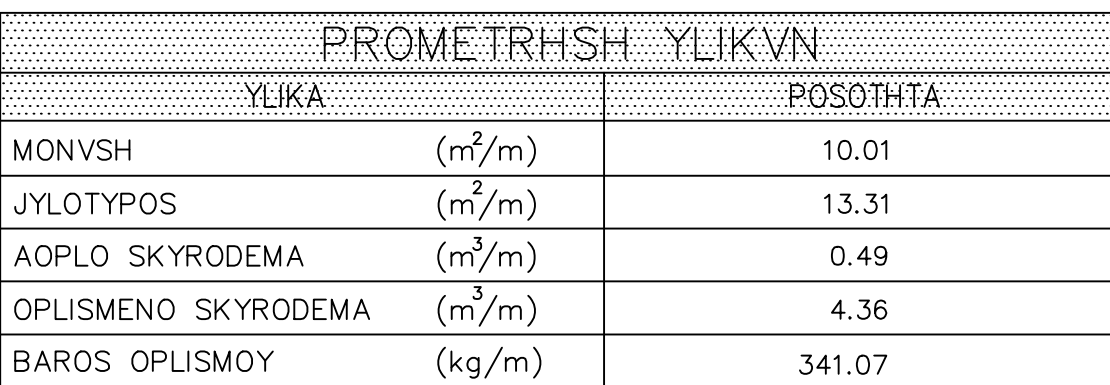 PROMETRHSH YLIKVN
YLIKA POSOTHTA
MONVSH (m²/m) 10.01
JYLOTYPOS (m²/m) 13.31
AOPLO SKYRODEMA (m³/m) 0.49
OPLISMENO SKYRODEMA (m³/m) 4.36
BAROS OPLISMOY (kg/m) 341.07